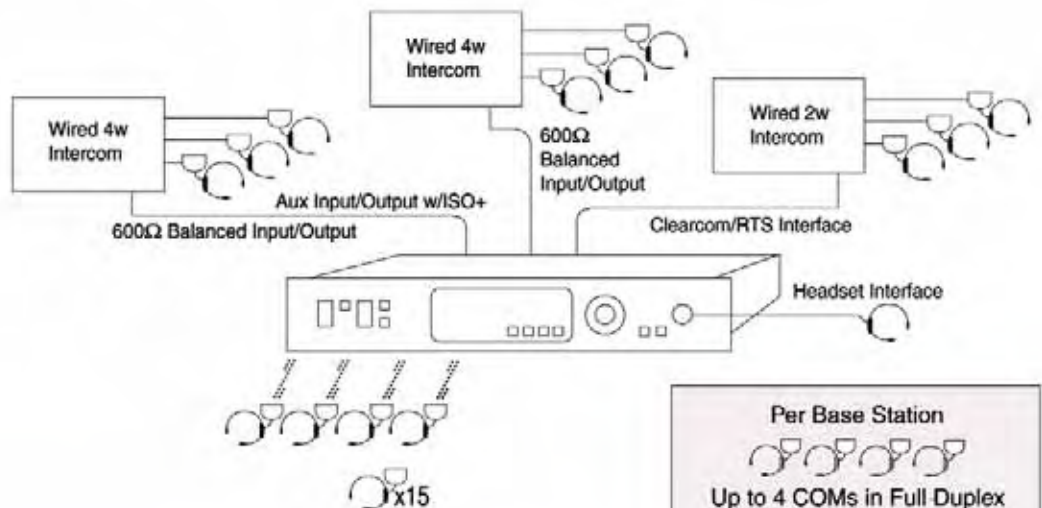 Wired 4w
Intercom
Wired 4w
Intercom
Wired 2w
Intercom
600Ω
Balanced
Input/Output
Aux Input/Output w/ISO+
600Ω Balanced Input/Output
Clearcom/RTS Interface
Headset Interface
Per Base Station
x15
Up to 4 COMs in Full Duplex